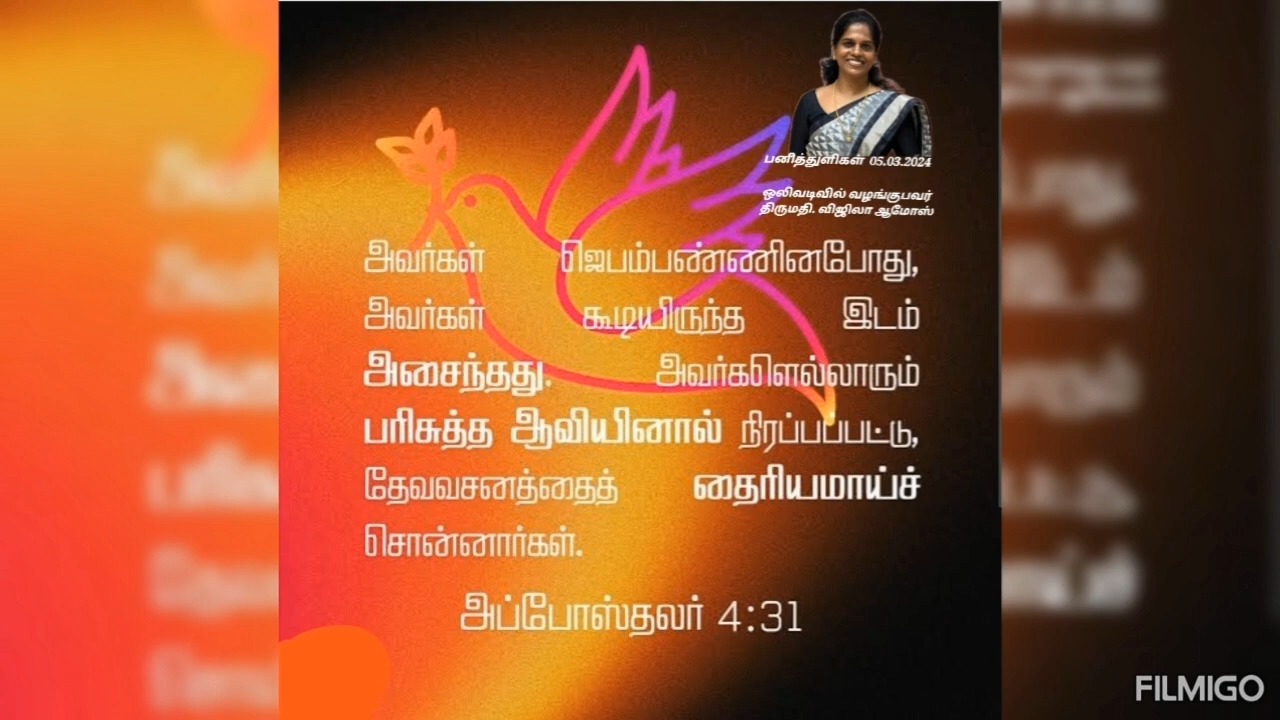 பனித்துளிகள் 05.03.2024
ஒலிவடிவில் வழங்குபவர்
திருமதி. விஜிலா ஆமோஸ்
அவர்கள் ஜெபம்பண்ணினபோது,
அவர்கள் கூடியிருந்த இடம்
அசைந்தது. அவர்களெல்லாரும்
பரிசுத்த ஆவியினால் நிரப்பப்பட்டு,
தேவவசனத்தைத் தைரியமாய்ச்
சொன்னார்கள்.
அப்போஸ்தலர் 4:31
FILMIGO